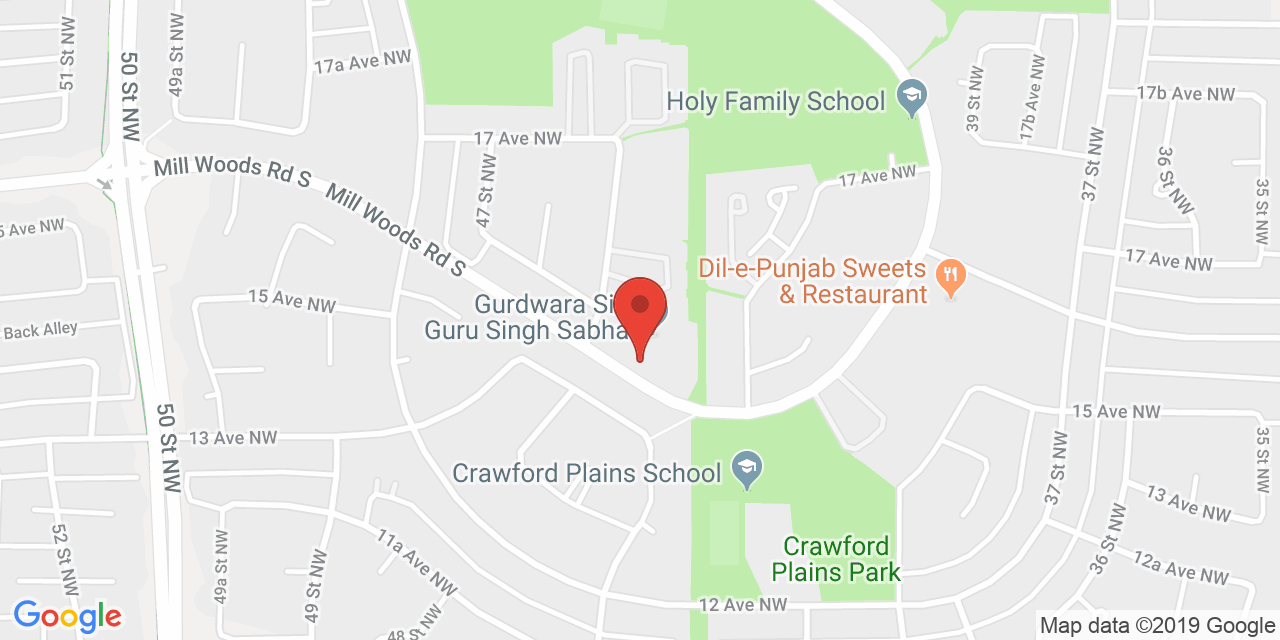 51 St NW
50 St NW
49a St NW
17a Ave NW
Holy Family School
39 St NW
17b Ave NW
17b Ave NW
37 St NW
36 St NW
35 St NW
17 Ave NW
47 St NW
Mill Woods Rd S
Mill Woods Rd S
17 Ave NW
17 Ave NW
5 Ave NW
Dil-e-Punjab Sweets
& Restaurant
15 Ave NW
Gurdwara Si
Guru Singh Sabha
Back Alley
50 St NW
13 Ave NW
15 Ave NW
35 St NW
Crawford Plains School
37 St NW
13 Ave NW
36 St NW
12a Ave NW
52 St NW
49a St NW
49 St NW
11a Ave NW
Crawford
Plains Park
12 Ave NW
48 St NW
Google
Map data ©2019 Google